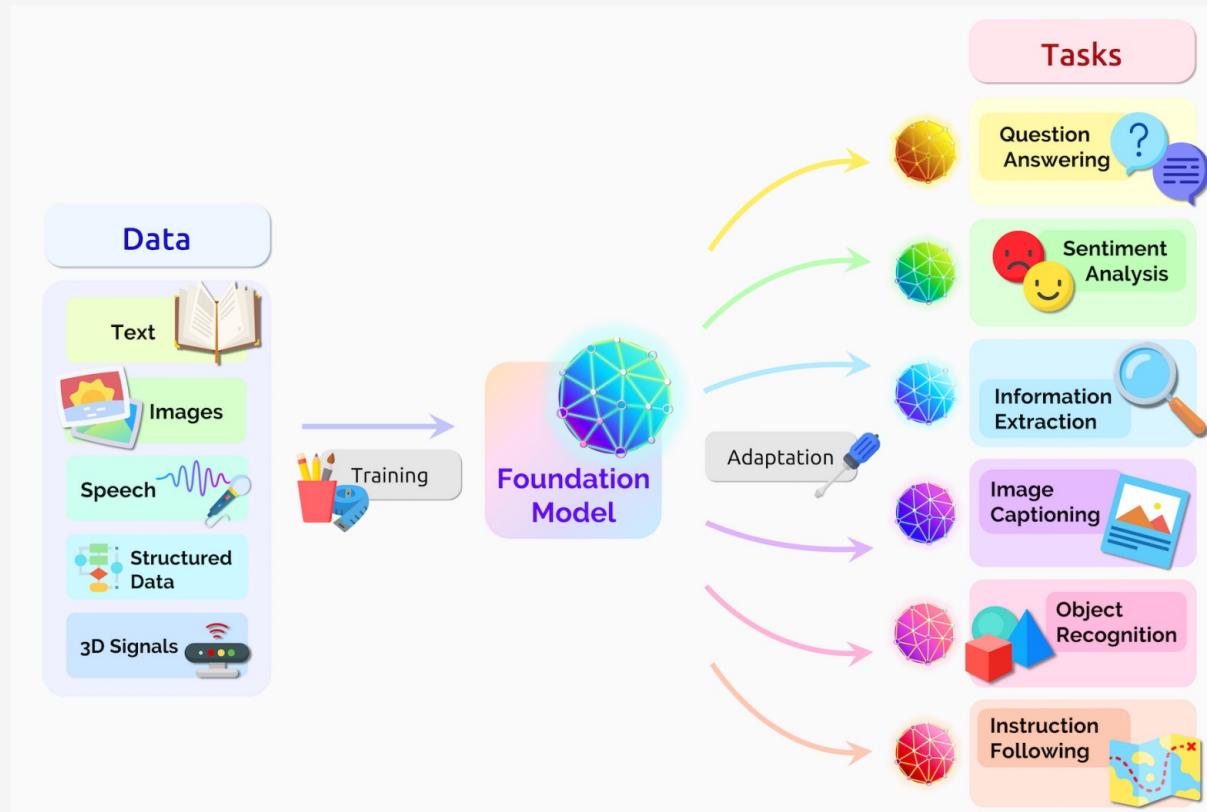 Data
Text
Images
Speech
Structured
Data
3D Signals
Training
Foundation
Model
Adaptation
Tasks
Question
Answering
Sentiment
Analysis
Information
Extraction
Image
Captioning
Object
Recognition
Instruction
Following